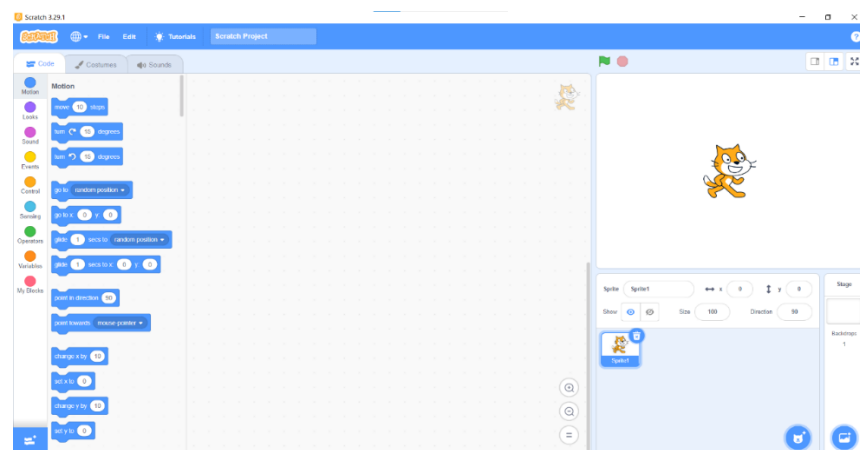 Scratch 3.29.1
SCRATCH File Edit Tutorials Scratch Project
Code Costumes Sounds
Motion
Looks
Sound
Events
Control
Sensing
Operators
Variables
My Blocks
Motion
move 10 steps
turn 15 degrees
turn 15 degrees
go to random position
go to x: 0 y: 0
glide 1 secs to random position
glide 1 secs to x: 0 y: 0
point in direction 90
point towards mouse-pointer
change x by 10
set x to 0
change y by 10
set y to 0
Sprite Sprite1 x 0 y 0
Show Size 100 Direction 90
Sprite1
Stage
Backdrops
1